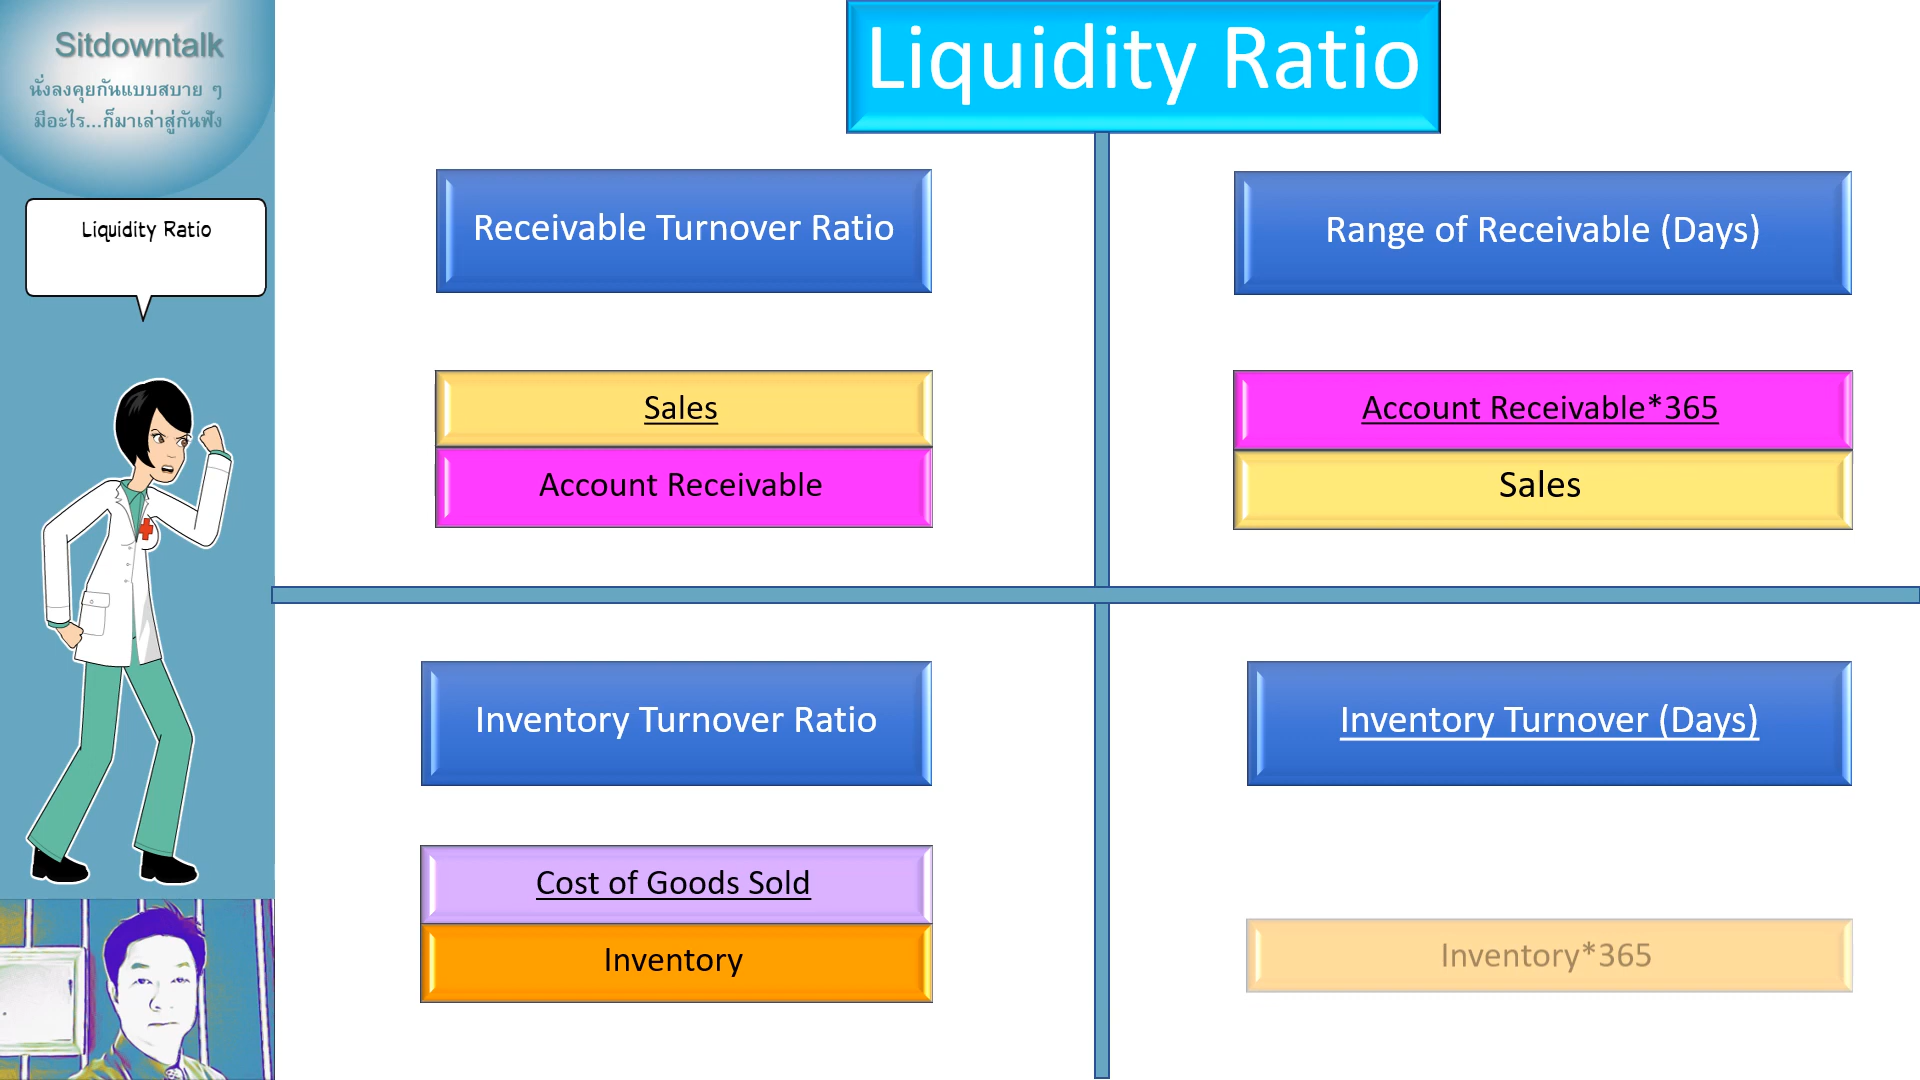 Sitdowntalk
นั่งลงคุยกันแบบสบาย ๆ
มีอะไร...ก็มาเล่าสู่กันฟัง
Liquidity Ratio
Liquidity Ratio
Receivable Turnover Ratio
Sales
Account Receivable
Range of Receivable (Days)
Account Receivable*365
Sales
Inventory Turnover Ratio
Cost of Goods Sold
Inventory
Inventory Turnover (Days)
Inventory*365